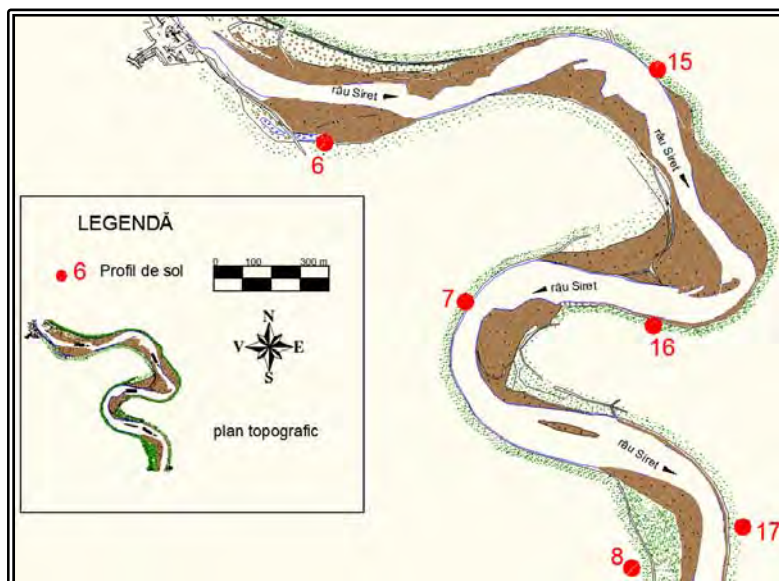 15
râu Siret
6
râu Siret
LEGENDĂ
6 Profil de sol
0 100 300 m
N
V E
S
plan topografic
râu Siret
7
16
râu Siret
17
8